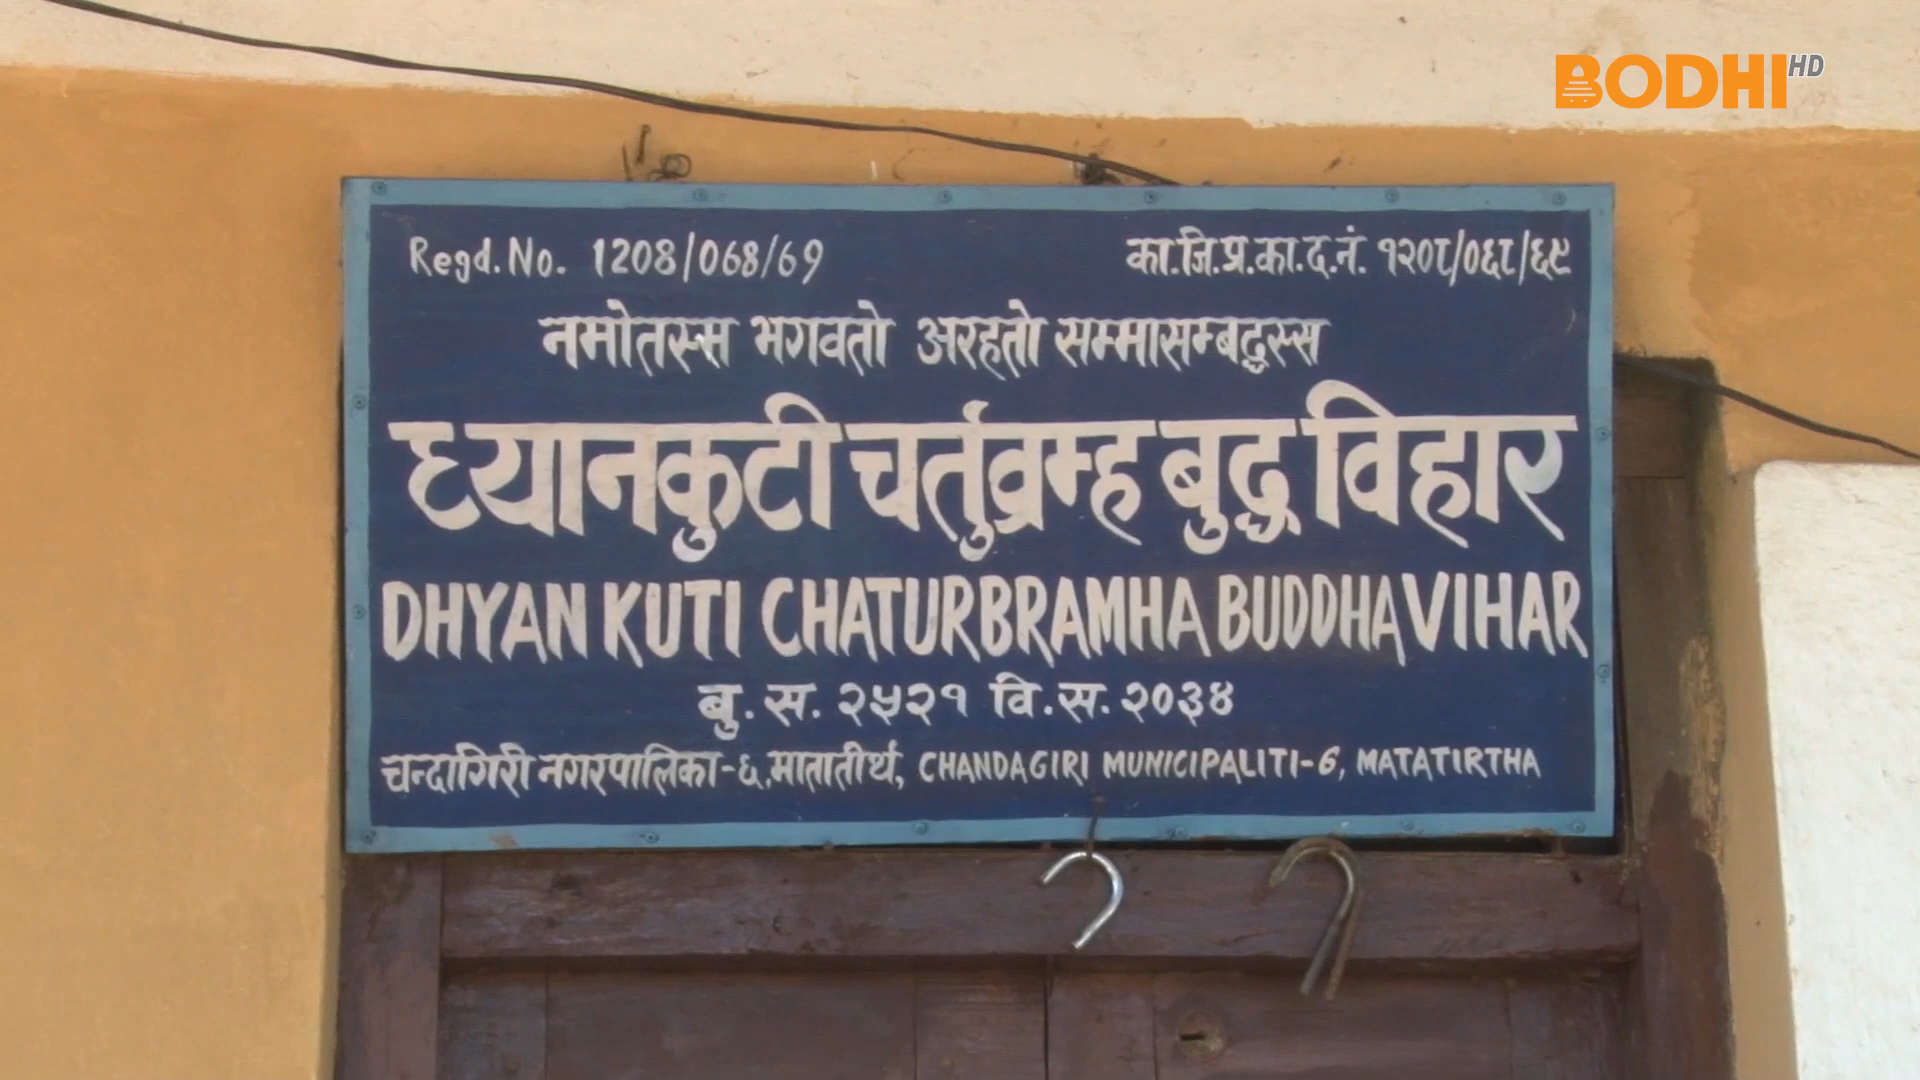 BODHI HD
Regd. No. 1208/068/69 का.जि.प्र.का.द.नं. १२०८/०६८/६९
नमोतस्स भगवतो अरहतो सम्मासम्बद्धस्स
ध्यानकुटी चर्तुव्रम्ह बुद्ध विहार
DHYAN KUTI CHATURBRAMHA BUDDHA VIHAR
बु.स. २५२१ वि.स. २०३४
चन्दागिरी नगरपालिका-६, मातातीर्थ, CHANDAGIRI MUNICIPALITI-6, MATATIRTHA